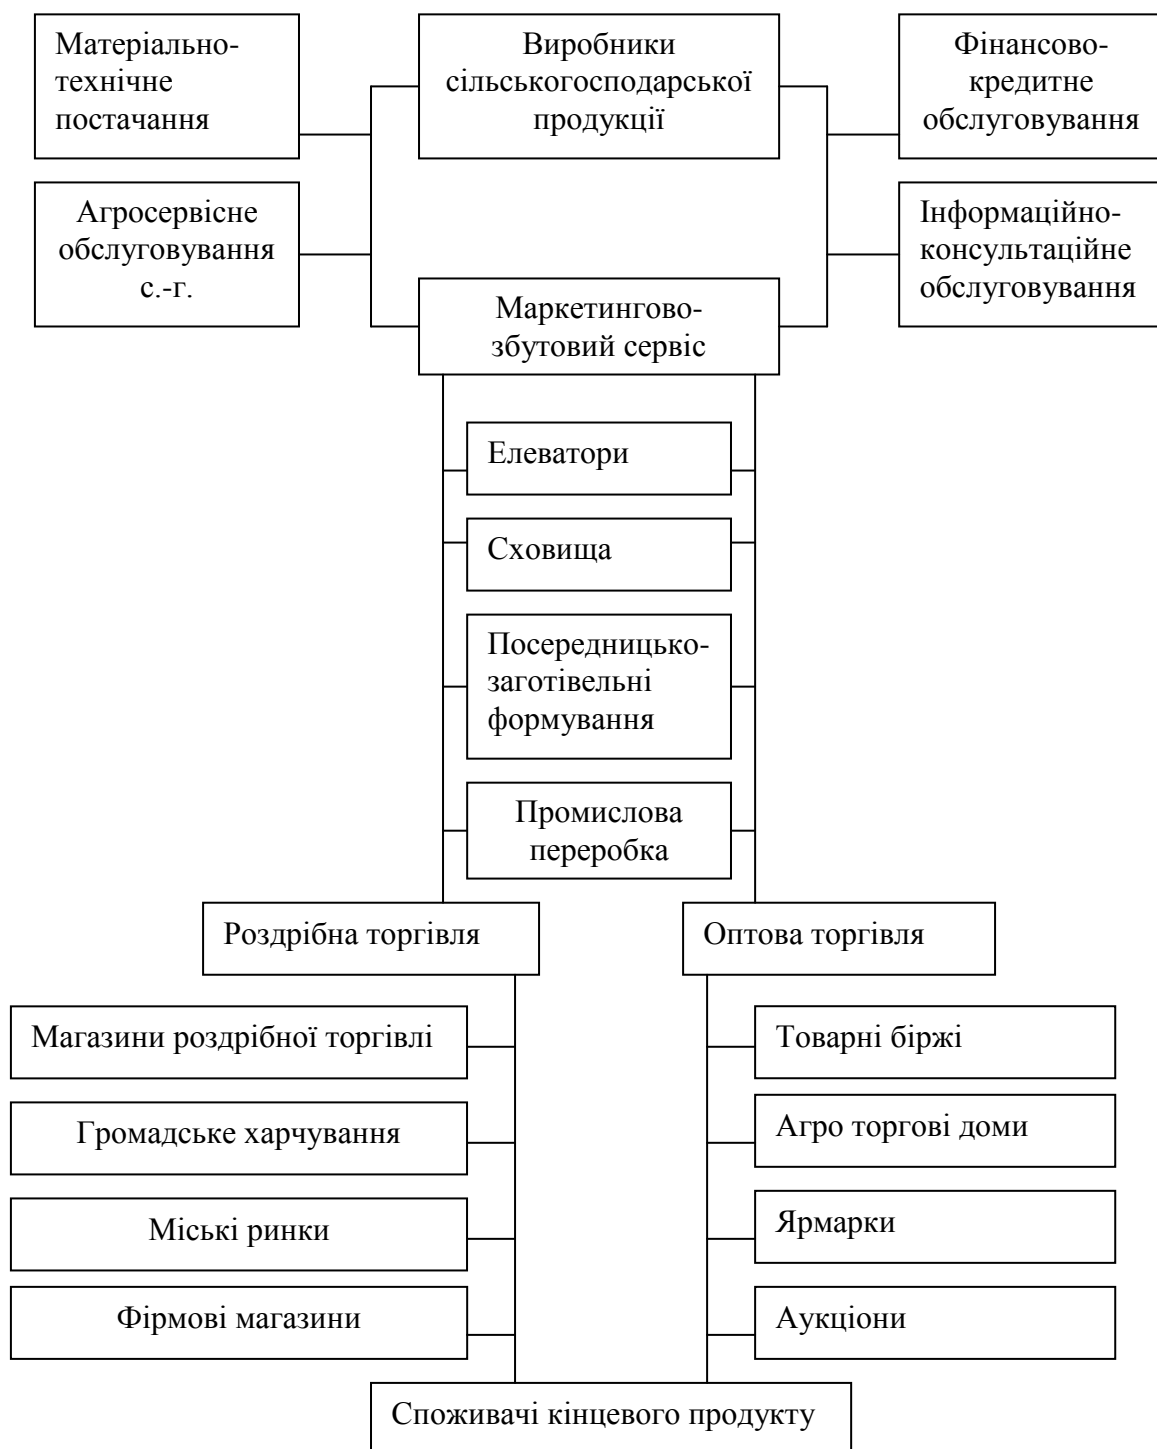 Матеріально-
технічне
постачання
Виробники
сільськогосподарської
продукції
Фінансово-
кредитне
обслуговування
Агросервісне
обслуговування
с.-г.
Інформаційно-
консультаційне
обслуговування
Маркетингово-
збутовий сервіс
Елеватори
Сховища
Посередницько-
заготівельні
формування
Промислова
переробка
Роздрібна торгівля
Оптова торгівля
Магазини роздрібної торгівлі
Громадське харчування
Міські ринки
Фірмові магазини
Товарні біржі
Агро торгові доми
Ярмарки
Аукціони
Споживачі кінцевого продукту